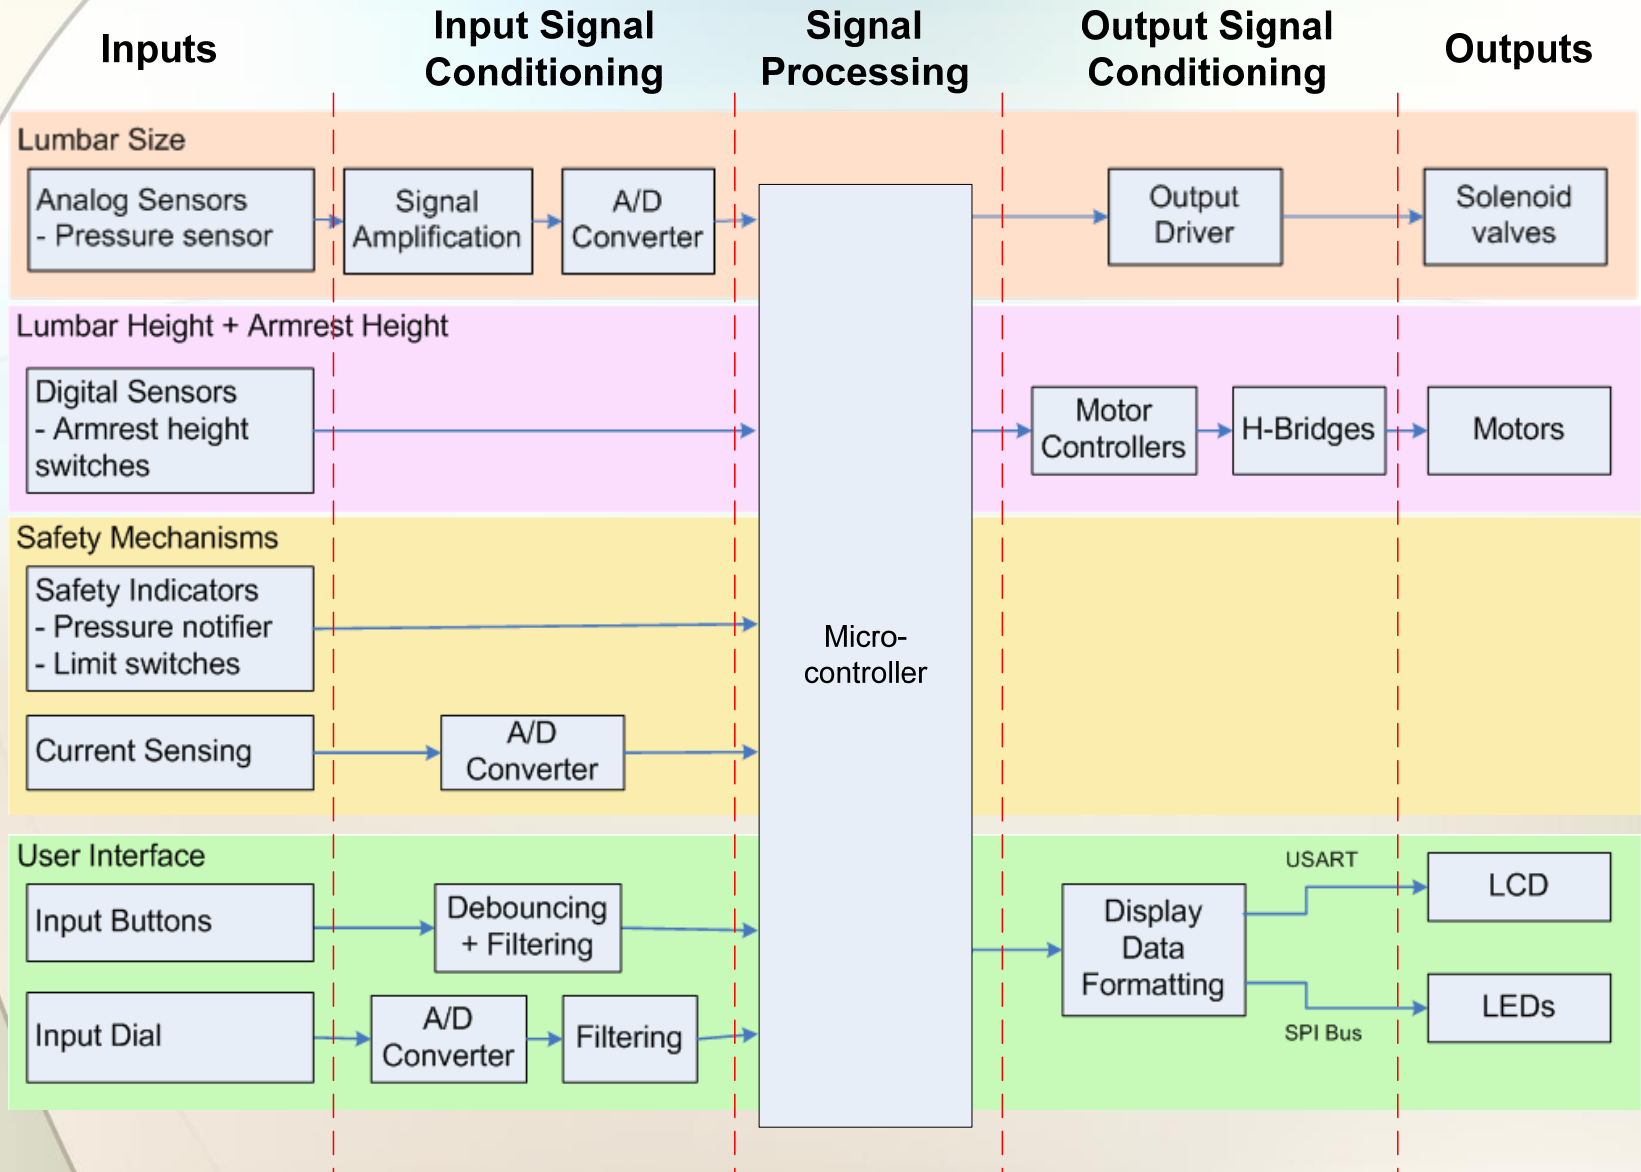 Inputs
Input Signal
Conditioning
Signal
Processing
Output Signal
Conditioning
Outputs
Lumbar Size
Analog Sensors
- Pressure sensor
Signal
Amplification
A/D
Converter
Output
Driver
Solenoid
valves
Lumbar Height + Armrest Height
Digital Sensors
- Armrest height
switches
Motor
Controllers
H-Bridges
Motors
Safety Mechanisms
Safety Indicators
- Pressure notifier
- Limit switches
Micro-
controller
Current Sensing
A/D
Converter
User Interface
Input Buttons
Debouncing
+ Filtering
Display
Data
Formatting
USART
LCD
Input Dial
A/D
Converter
Filtering
SPI Bus
LEDs